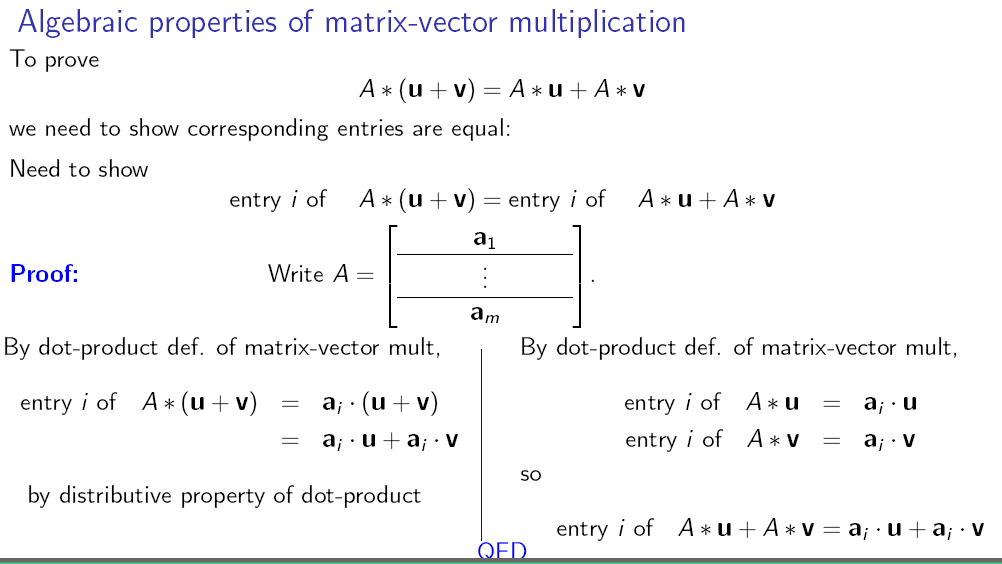 Algebraic properties of matrix-vector multiplication
To prove
A ∗ (u + v) = A ∗ u + A ∗ v
we need to show corresponding entries are equal:
Need to show
entry i of A ∗ (u + v) = entry i of A ∗ u + A ∗ v
a₁
Proof: Write A = [ ⋮ ].
aₘ
By dot-product def. of matrix-vector mult,
entry i of A ∗ (u + v) = aᵢ · (u + v)
= aᵢ · u + aᵢ · v
by distributive property of dot-product
By dot-product def. of matrix-vector mult,
entry i of A ∗ u = aᵢ · u
entry i of A ∗ v = aᵢ · v
so
entry i of A ∗ u + A ∗ v = aᵢ · u + aᵢ · v
QED